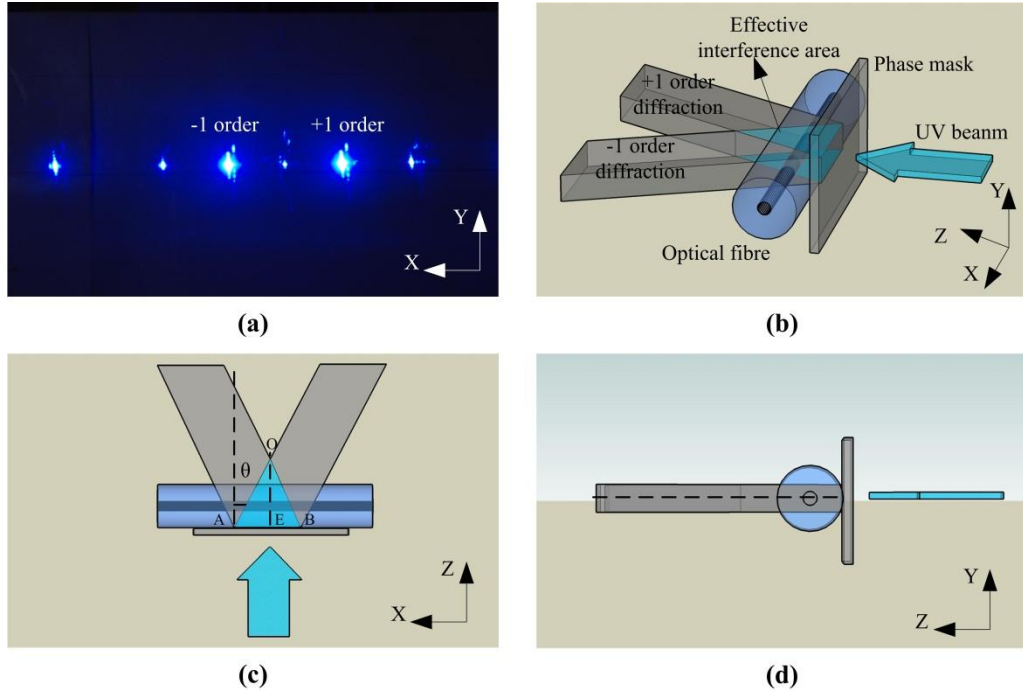 -1 order +1 order
Y
X
(a)
Effective
interference area
Phase mask
+1 order
diffraction
UV beanm
-1 order
diffraction
Y
Z
X
Optical fibre
(b)
O
θ
A E B
Z
X
(c)
Y
Z
(d)